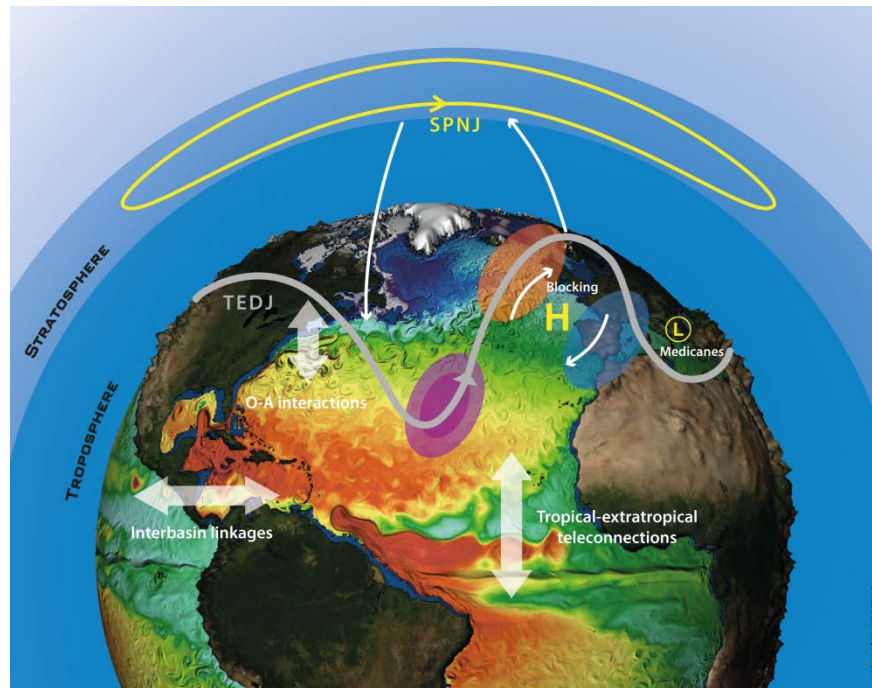 SPNJ
STRATOSPHERE
TROPOSPHERE
TEDJ
Blocking
H
L
Medicanes
O-A interactions
Interbasin linkages
Tropical-extratropical
teleconnections